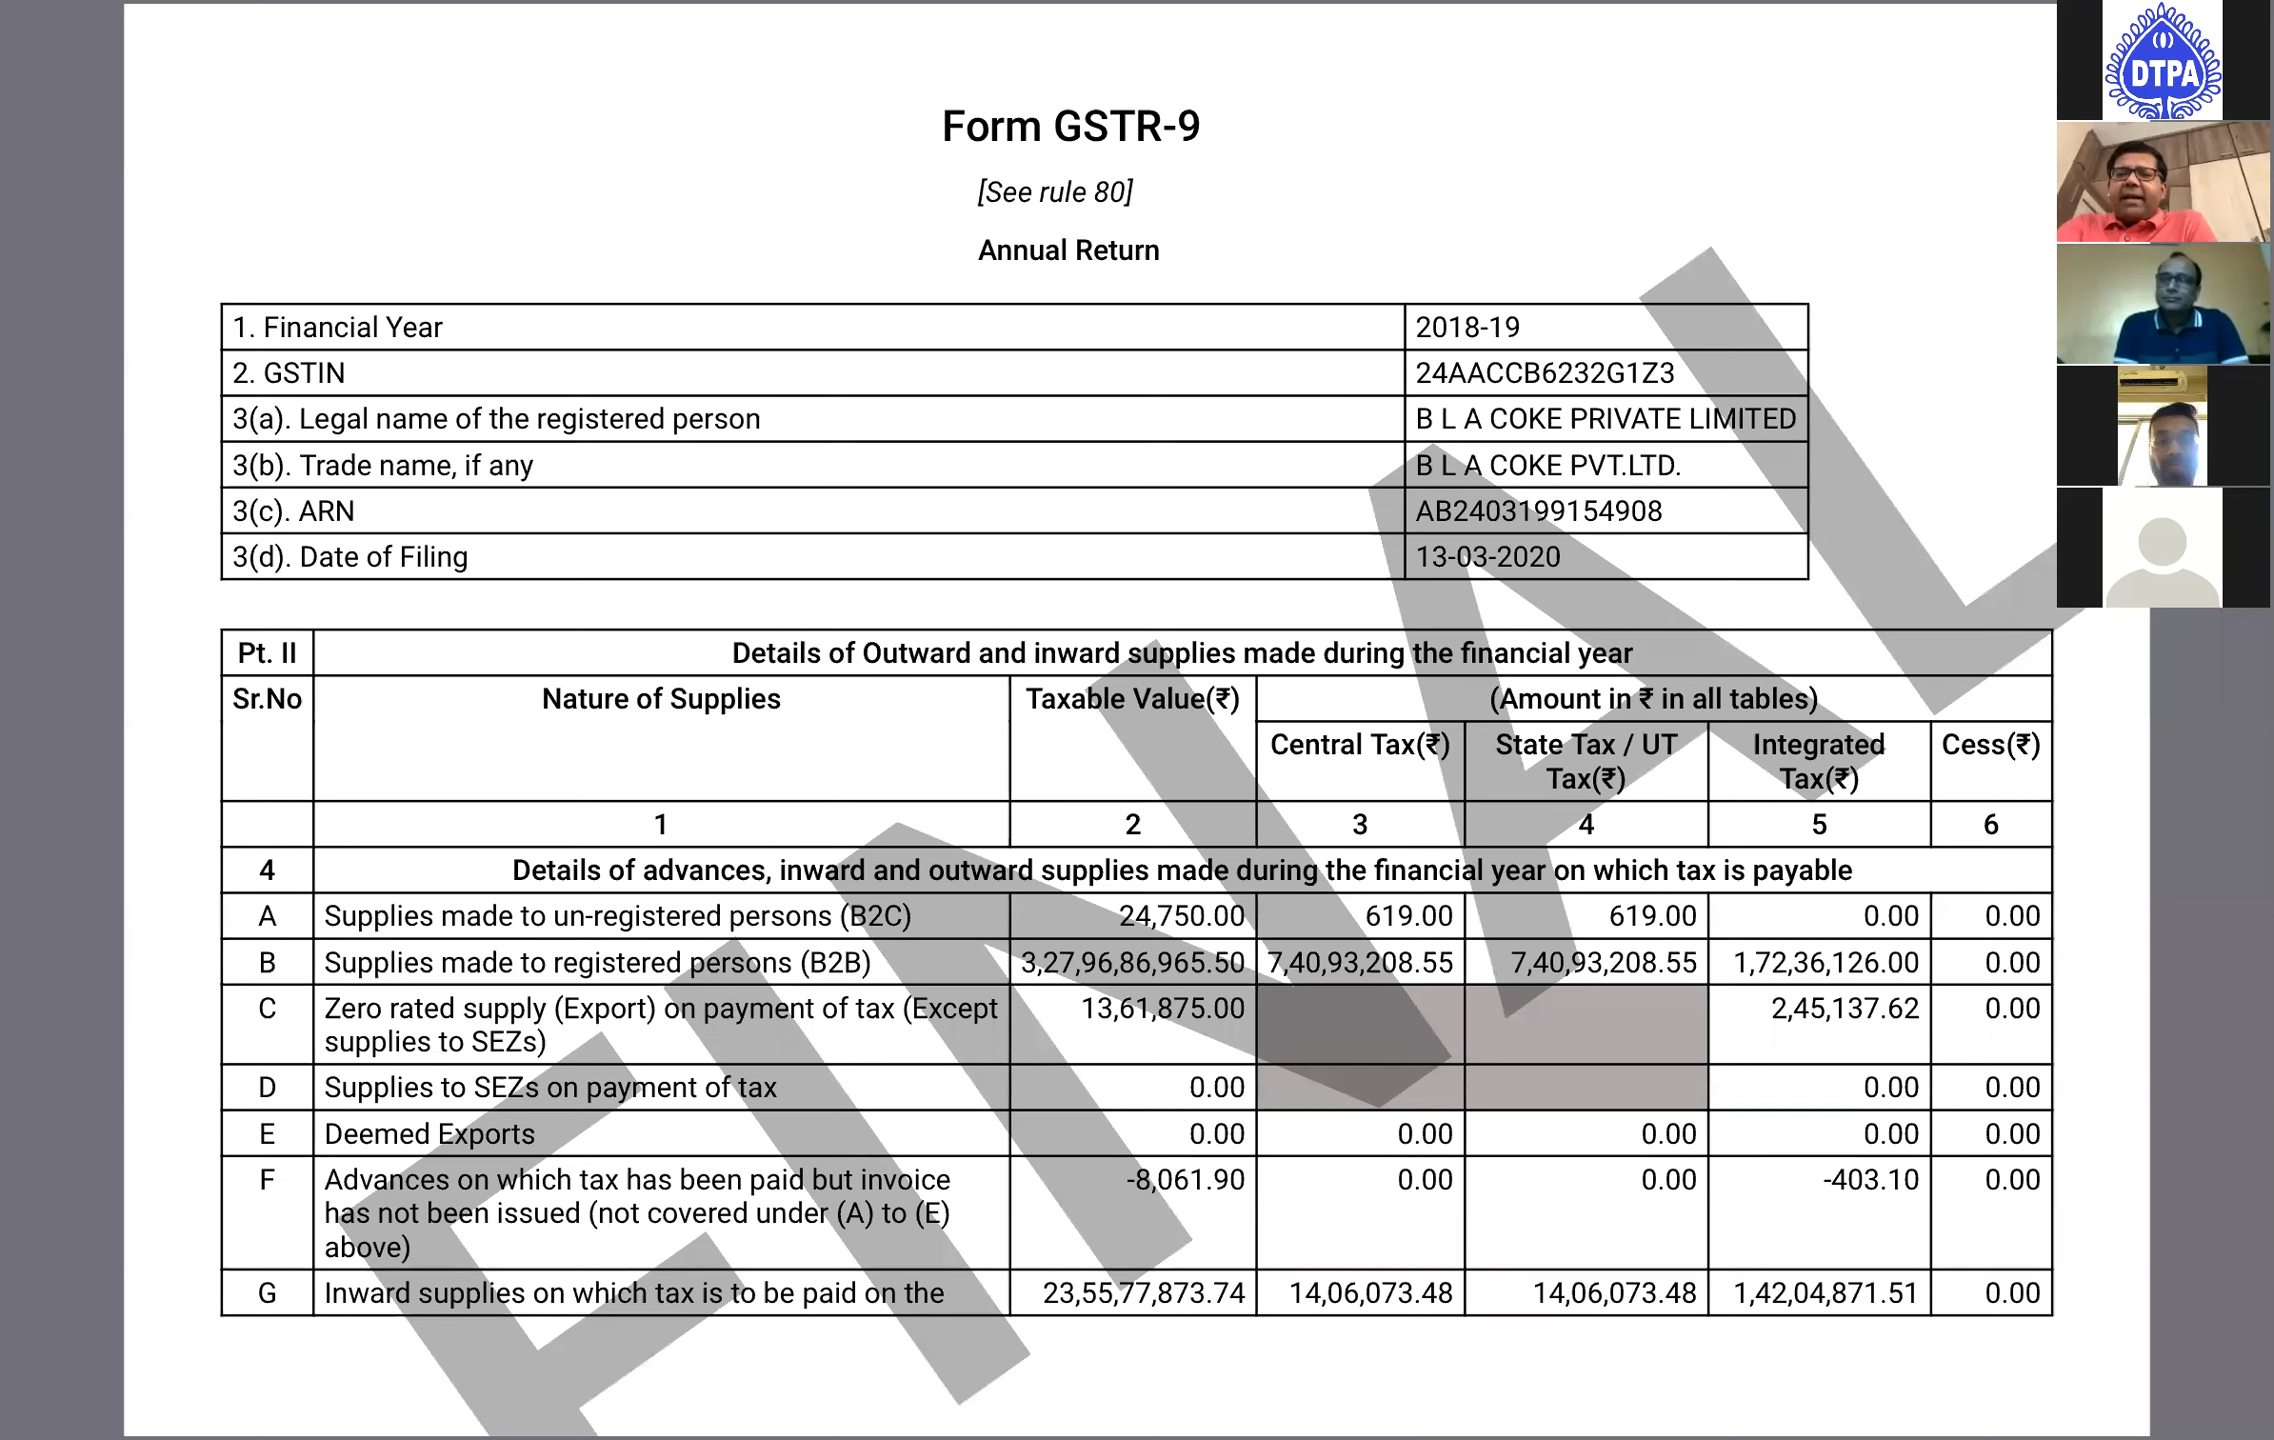 DTPA
Form GSTR-9
[See rule 80]
Annual Return
1. Financial Year 2018-19
2. GSTIN 24AACCB6232G1Z3
3(a). Legal name of the registered person B L A COKE PRIVATE LIMITED
3(b). Trade name, if any B L A COKE PVT.LTD.
3(c). ARN AB2403199154908
3(d). Date of Filing 13-03-2020
Pt. II Details of Outward and inward supplies made during the financial year
Sr.No Nature of Supplies Taxable Value(₹) (Amount in ₹ in all tables)
Central Tax(₹) State Tax / UT Integrated Cess(₹)
Tax(₹) Tax(₹)
1 2 3 4 5 6
4 Details of advances, inward and outward supplies made during the financial year on which tax is payable
A Supplies made to un-registered persons (B2C) 24,750.00 619.00 619.00 0.00 0.00
B Supplies made to registered persons (B2B) 3,27,96,86,965.50 7,40,93,208.55 7,40,93,208.55 1,72,36,126.00 0.00
C Zero rated supply (Export) on payment of tax (Except 13,61,875.00 2,45,137.62 0.00
supplies to SEZs)
D Supplies to SEZs on payment of tax 0.00 0.00 0.00
E Deemed Exports 0.00 0.00 0.00 0.00 0.00
F Advances on which tax has been paid but invoice -8,061.90 0.00 0.00 -403.10 0.00
has not been issued (not covered under (A) to (E)
above)
G Inward supplies on which tax is to be paid on the 23,55,77,873.74 14,06,073.48 14,06,073.48 1,42,04,871.51 0.00
FINAL